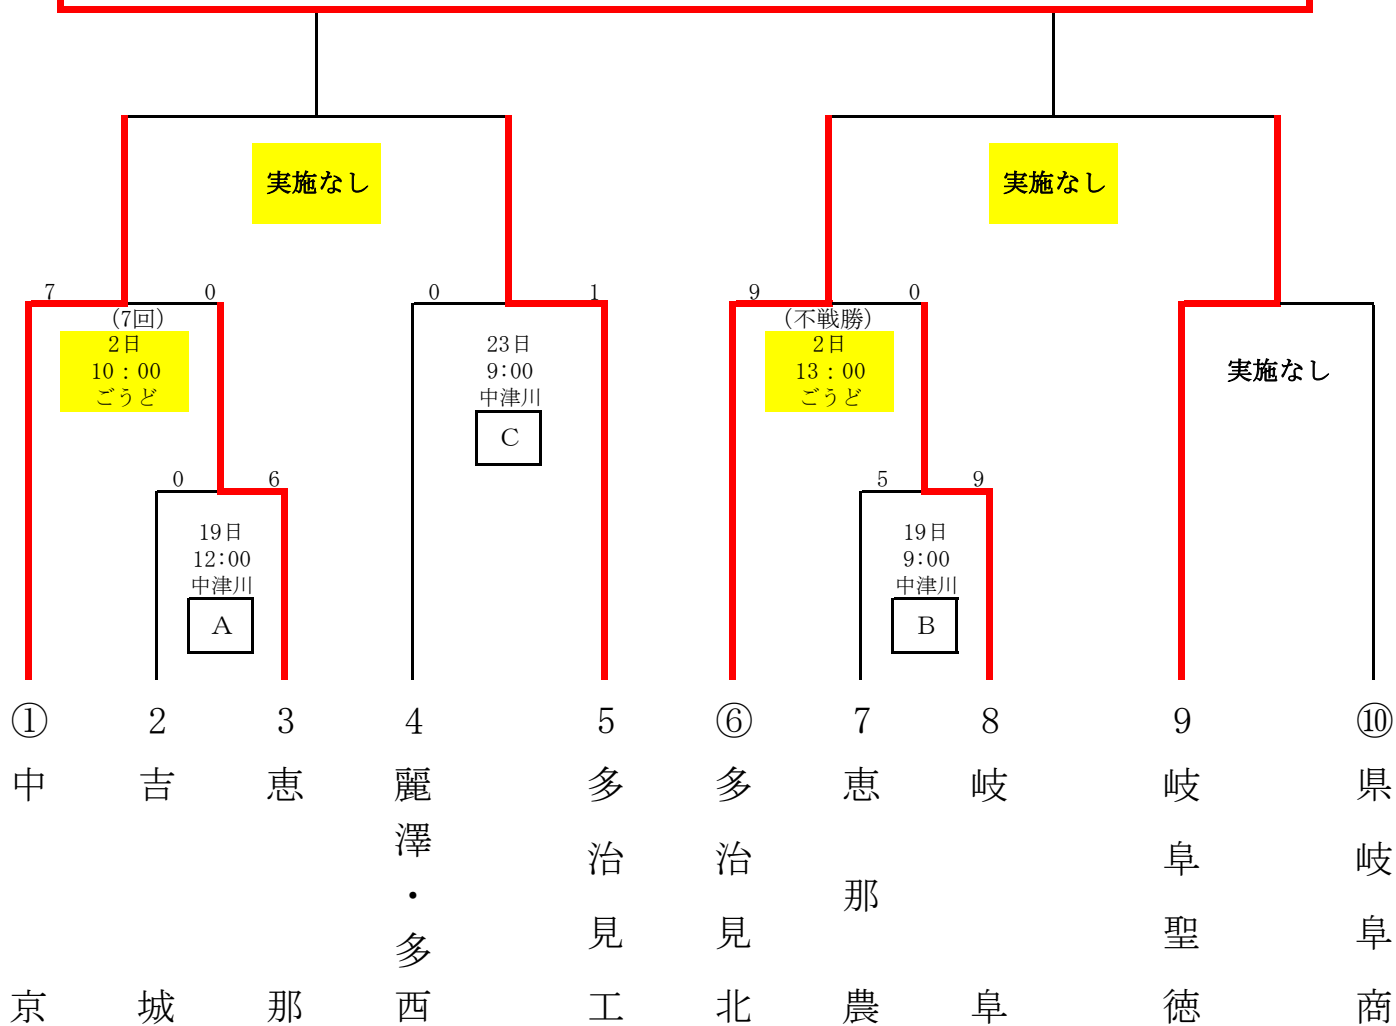 実施なし
実施なし
7 0
0 1
9 0
(7回)
2日
10：00
ごうど
23日
9:00
中津川
C
(不戦勝)
2日
13：00
ごうど
実施なし
0 6
19日
12:00
中津川
A
5 9
19日
9:00
中津川
B
① 2 3 4 5 ⑥ 7 8 9 ⑩
中京
吉城
恵那
麗澤・多西
多治見工
多治見北
恵那農
岐阜
岐阜聖徳
県岐阜商